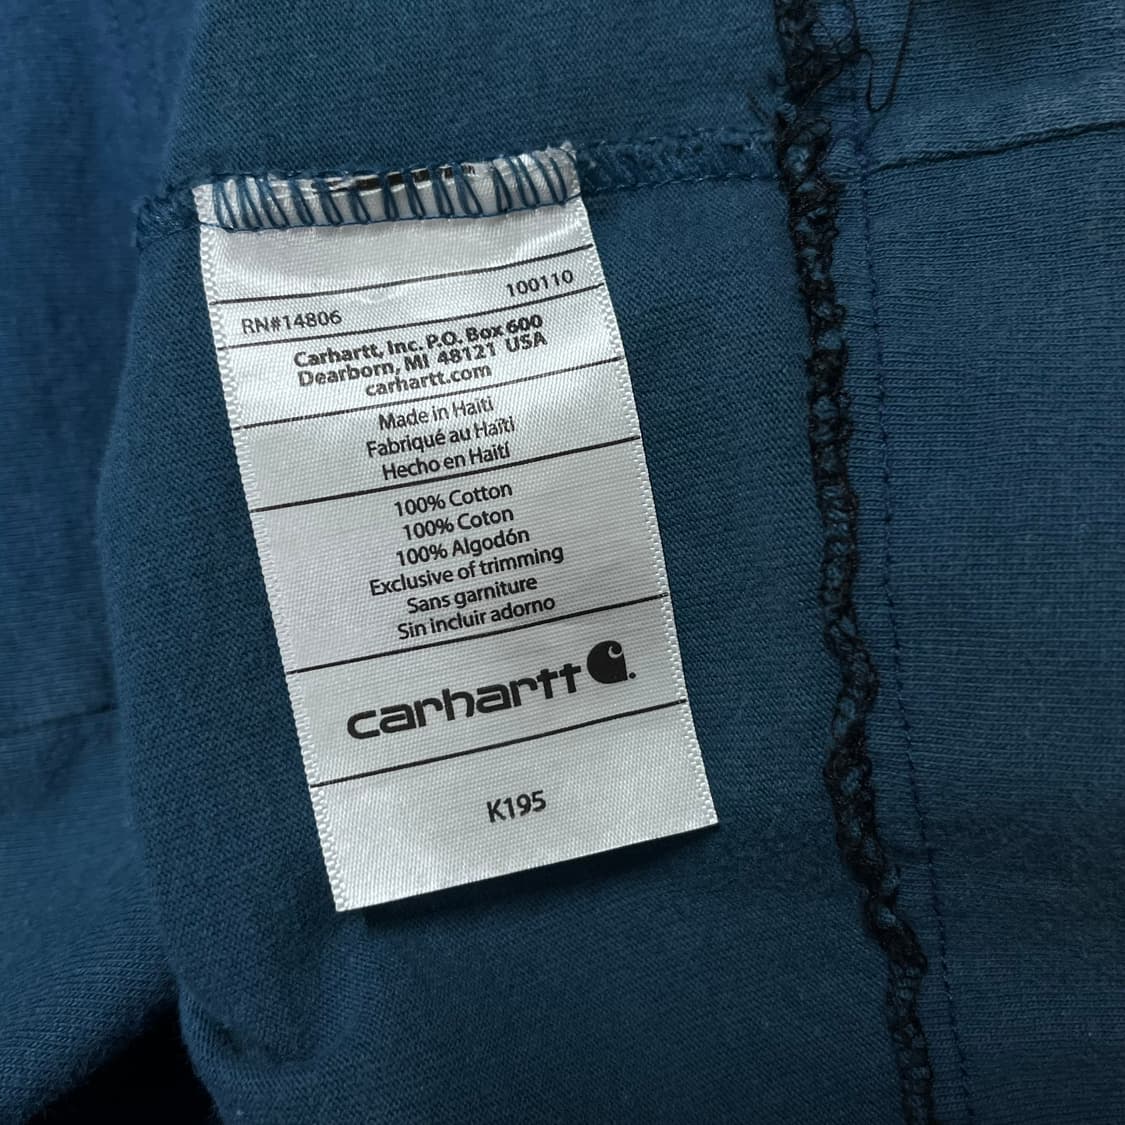 RN#14806 100110
Carhartt, Inc. P.O. Box 600
Dearborn, MI 48121 USA
carhartt.com
Made in Haiti
Fabriqué au Haïti
Hecho en Haití
100% Cotton
100% Coton
100% Algodón
Exclusive of trimming
Sans garniture
Sin incluir adorno
carhartt
K195